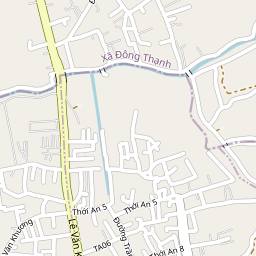 Xã Đông Thạnh
Thới An 5
Thới An 5
Văn Khương
Lê Văn K
TA06
Đường Trần
Thới An 8